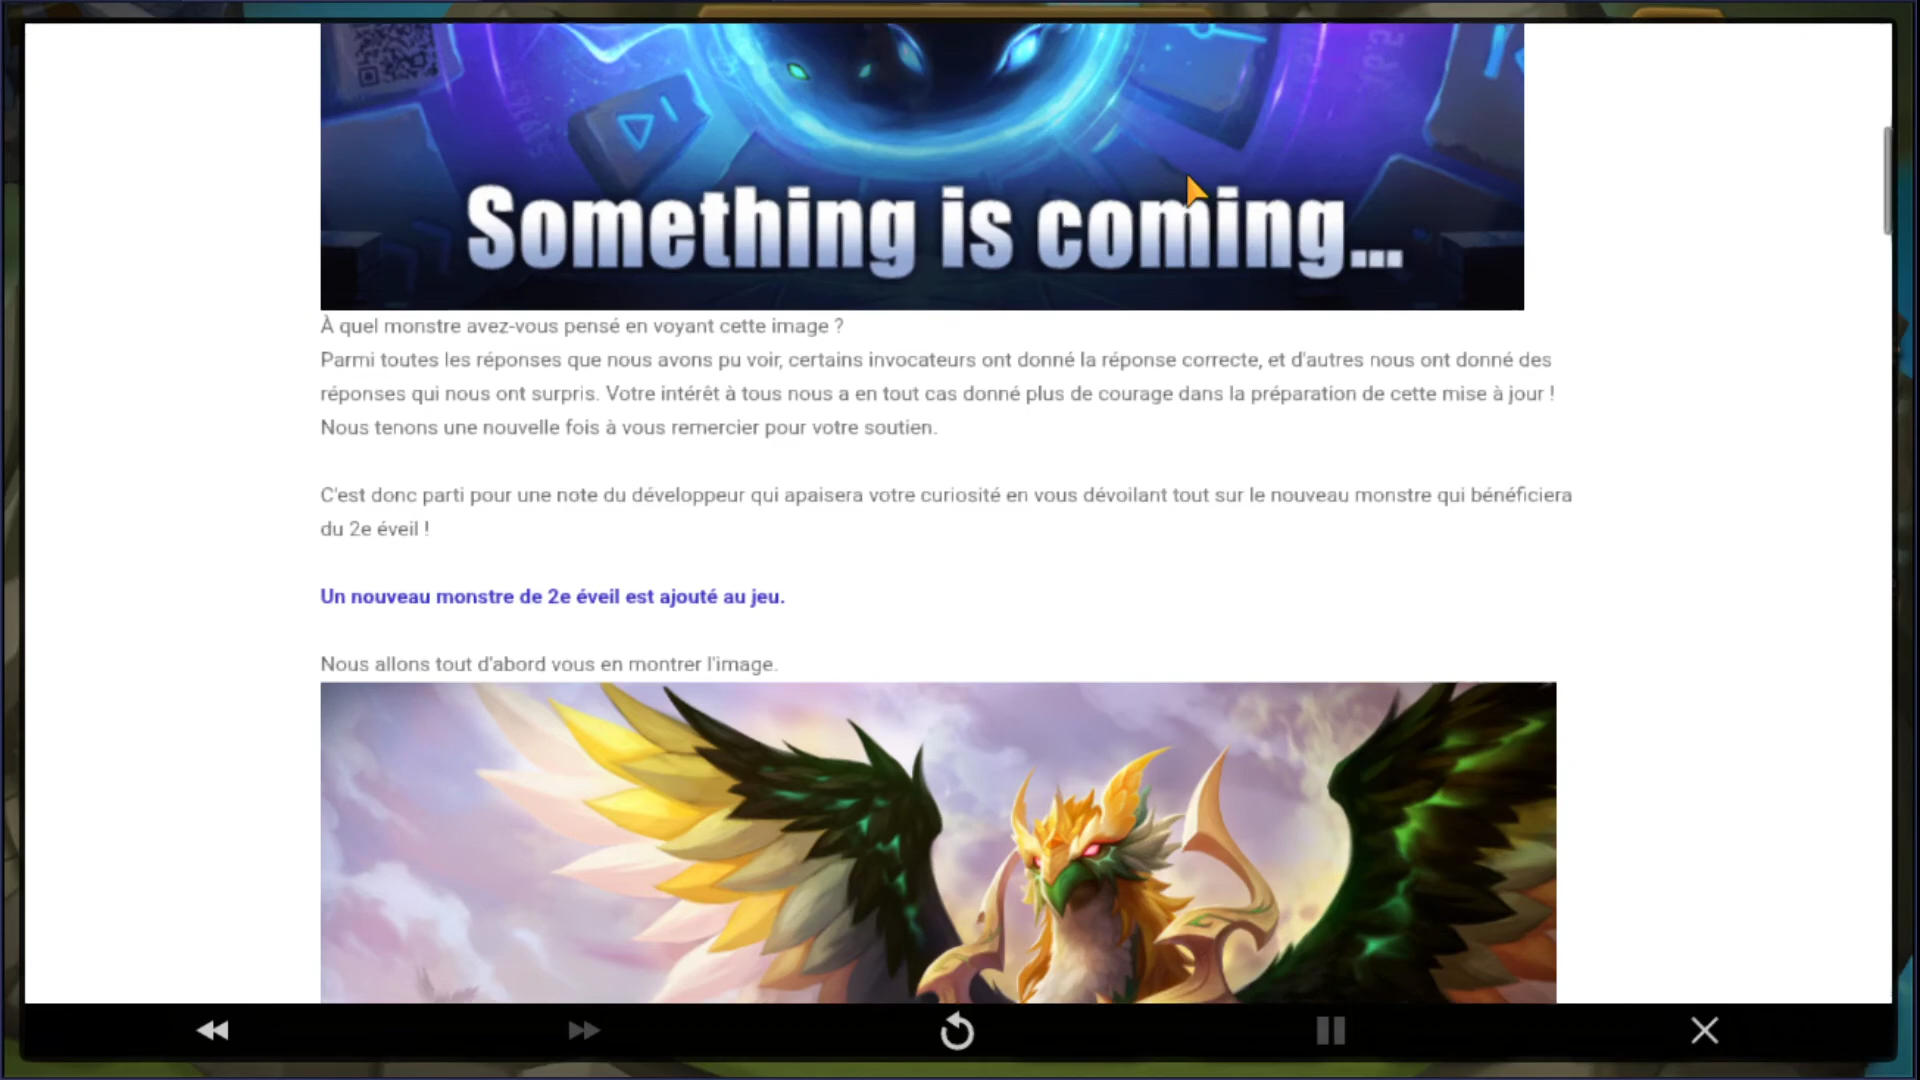 Something is coming...
À quel monstre avez-vous pensé en voyant cette image ?
Parmi toutes les réponses que nous avons pu voir, certains invocateurs ont donné la réponse correcte, et d'autres nous ont donné des
réponses qui nous ont surpris. Votre intérêt à tous nous a en tout cas donné plus de courage dans la préparation de cette mise à jour !
Nous tenons une nouvelle fois à vous remercier pour votre soutien.
C'est donc parti pour une note du développeur qui apaisera votre curiosité en vous dévoilant tout sur le nouveau monstre qui bénéficiera
du 2e éveil !
Un nouveau monstre de 2e éveil est ajouté au jeu.
Nous allons tout d'abord vous en montrer l'image.